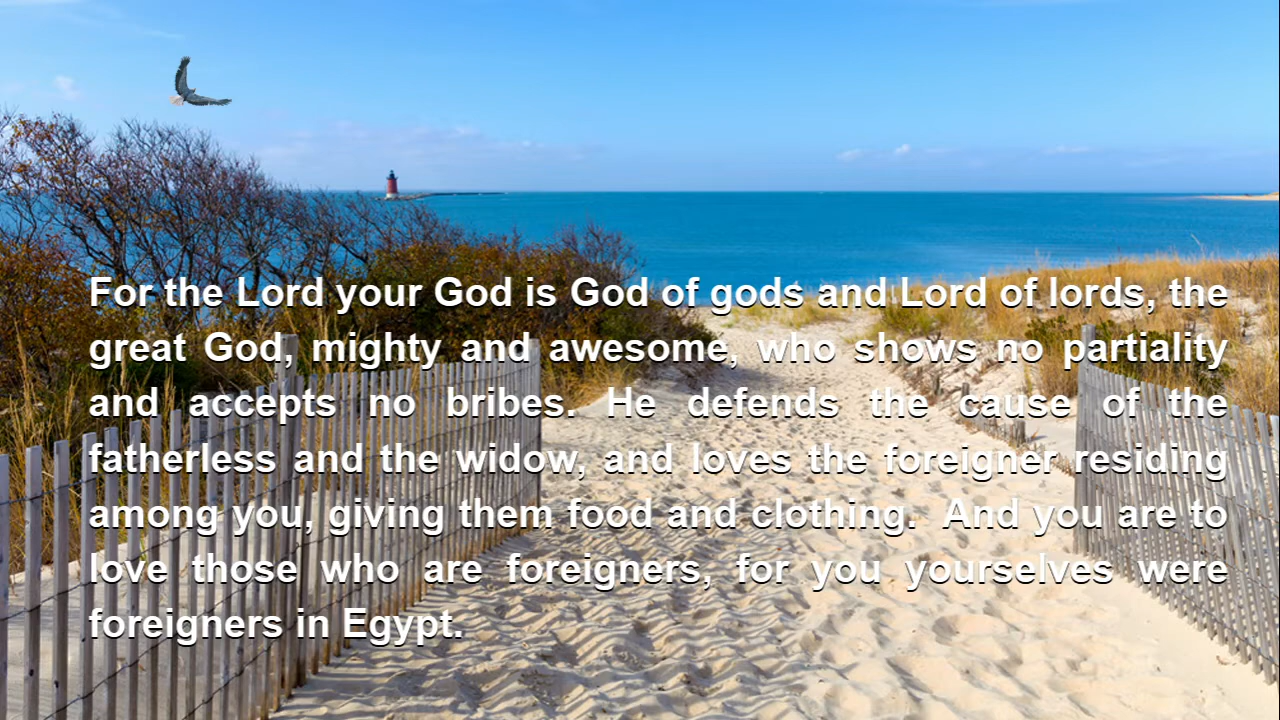 For the Lord your God is God of gods and Lord of lords, the
great God, mighty and awesome, who shows no partiality
and accepts no bribes. He defends the cause of the
fatherless and the widow, and loves the foreigner residing
among you, giving them food and clothing.  And you are to
love those who are foreigners, for you yourselves were
foreigners in Egypt.